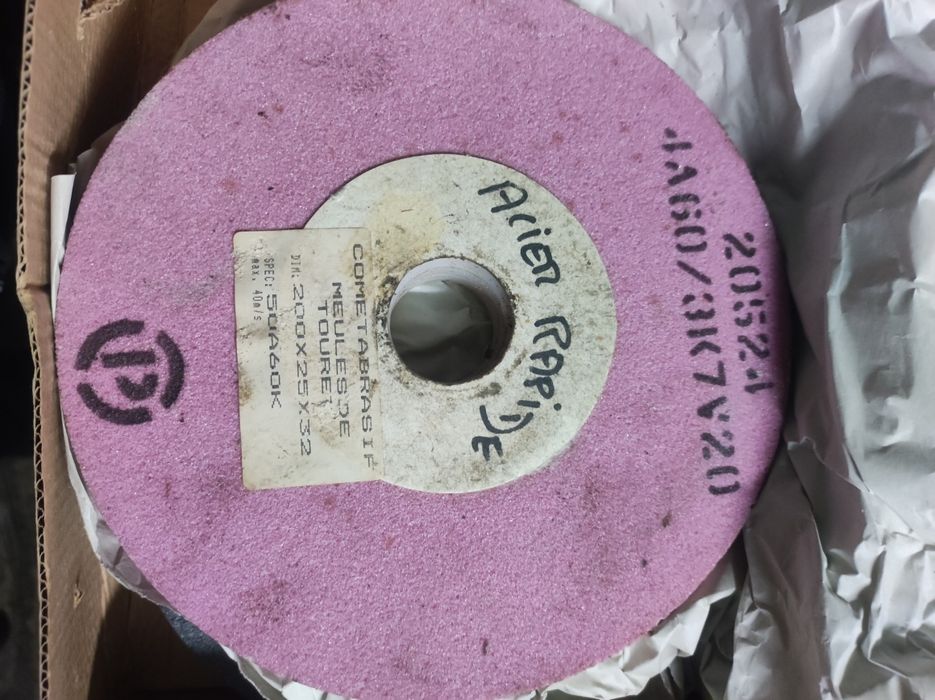 ACiER RAPiDE
COMETABRASIF
MEULES DE
TOURET
DIM: 200X25X32
SPEC: 50A60K
max. 40m/s
20524
4A60/3K7V20